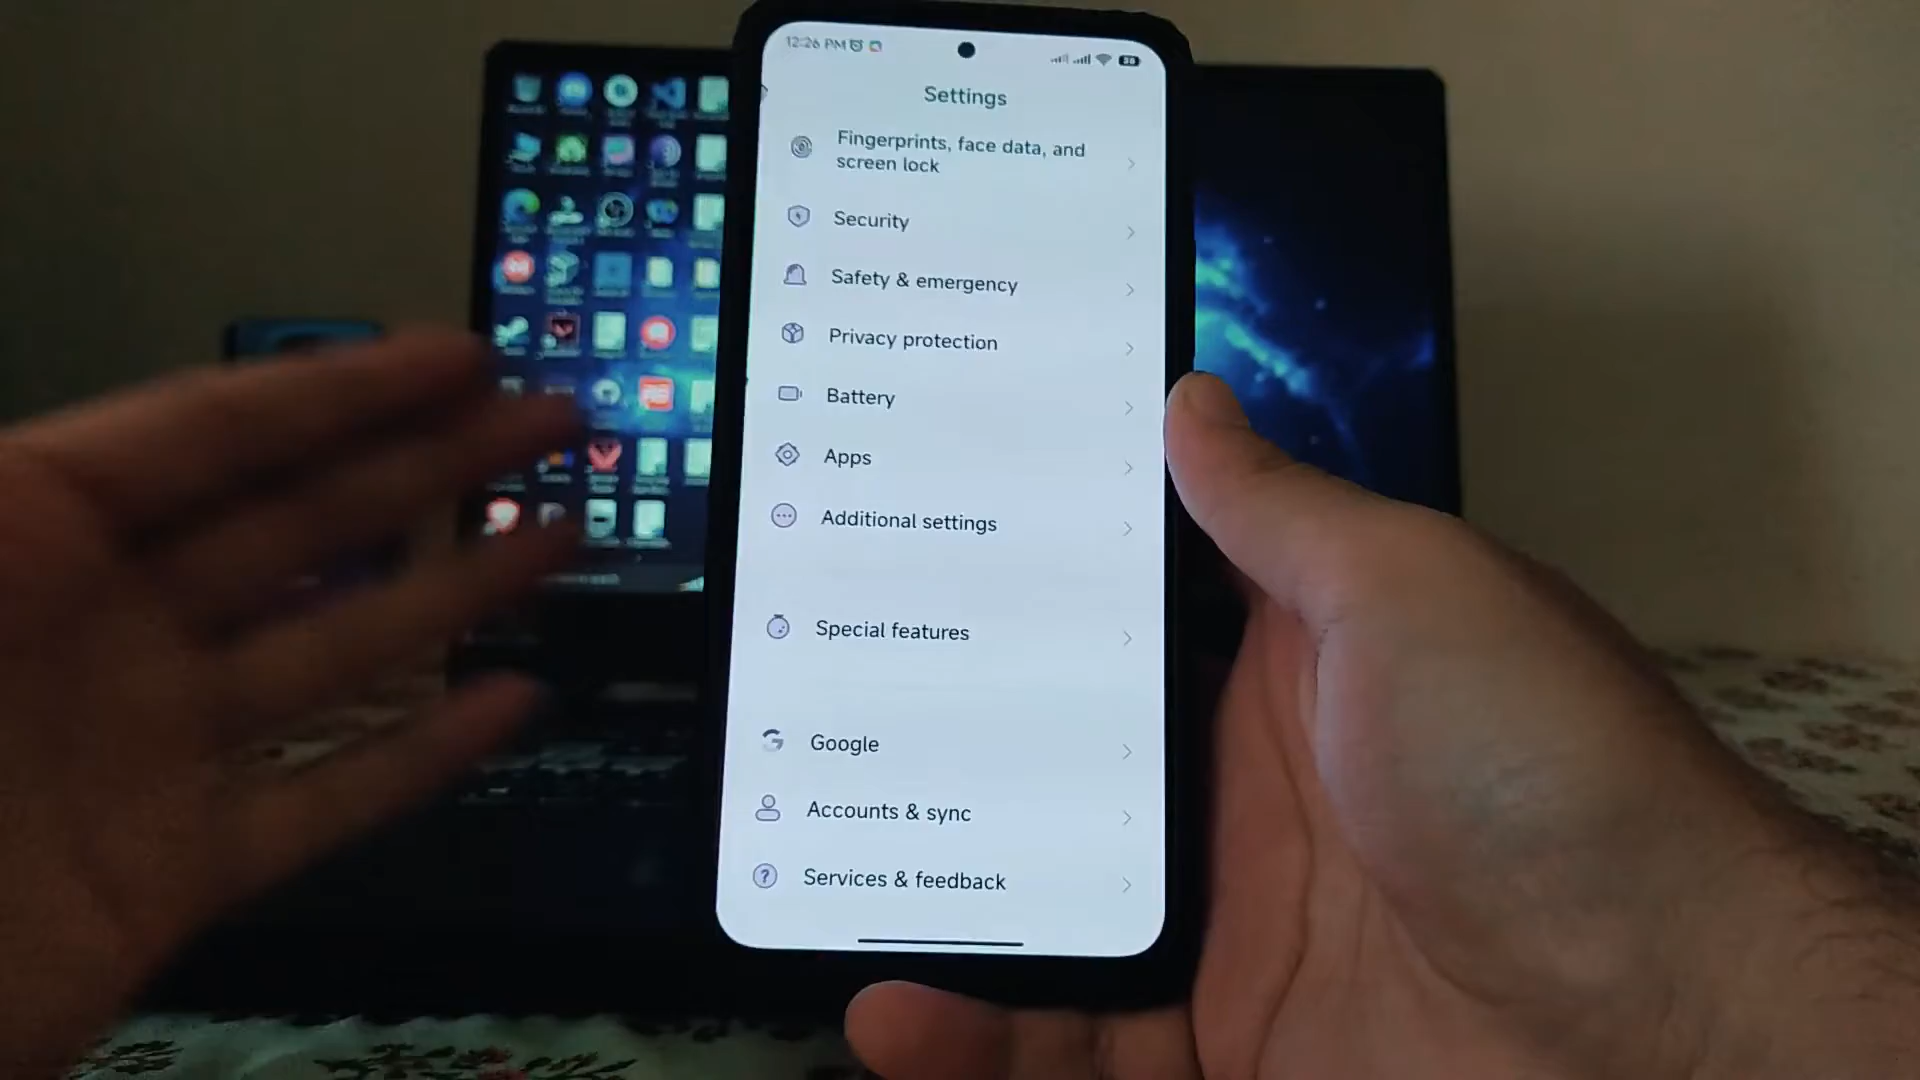 12:26 PM
Settings
Fingerprints, face data, and
screen lock
Security
Safety & emergency
Privacy protection
Battery
Apps
Additional settings
Special features
Google
Accounts & sync
Services & feedback